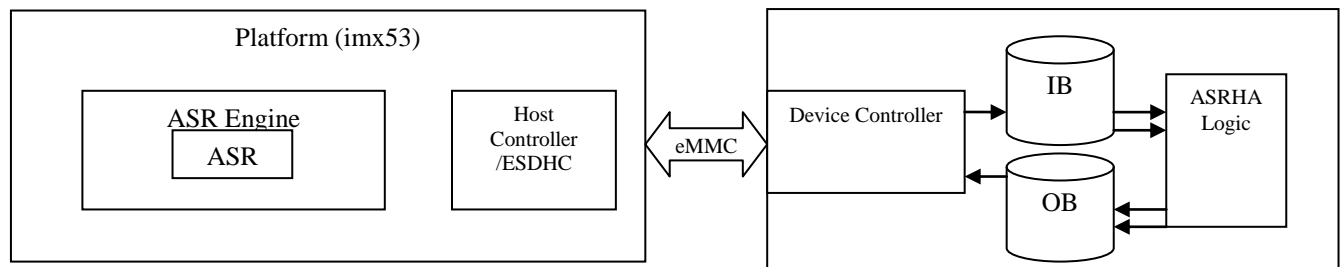 Platform (imx53)
ASR Engine
ASR
Host
Controller
/ESDHC
eMMC
Device Controller
IB
OB
ASRHA
Logic